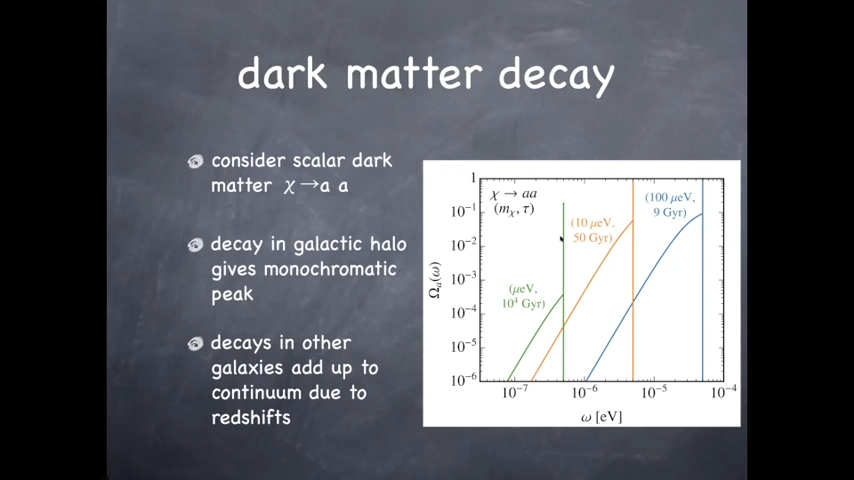 dark matter decay
consider scalar dark
matter χ→a a
decay in galactic halo
gives monochromatic
peak
decays in other
galaxies add up to
continuum due to
redshifts
χ → aa
(m_χ, τ)
(100 μeV,
9 Gyr)
(10 μeV,
50 Gyr)
(μeV,
10⁴ Gyr)
Ω_a(ω)
1
10⁻¹
10⁻²
10⁻³
10⁻⁴
10⁻⁵
10⁻⁶
10⁻⁷ 10⁻⁶ 10⁻⁵ 10⁻⁴
ω [eV]